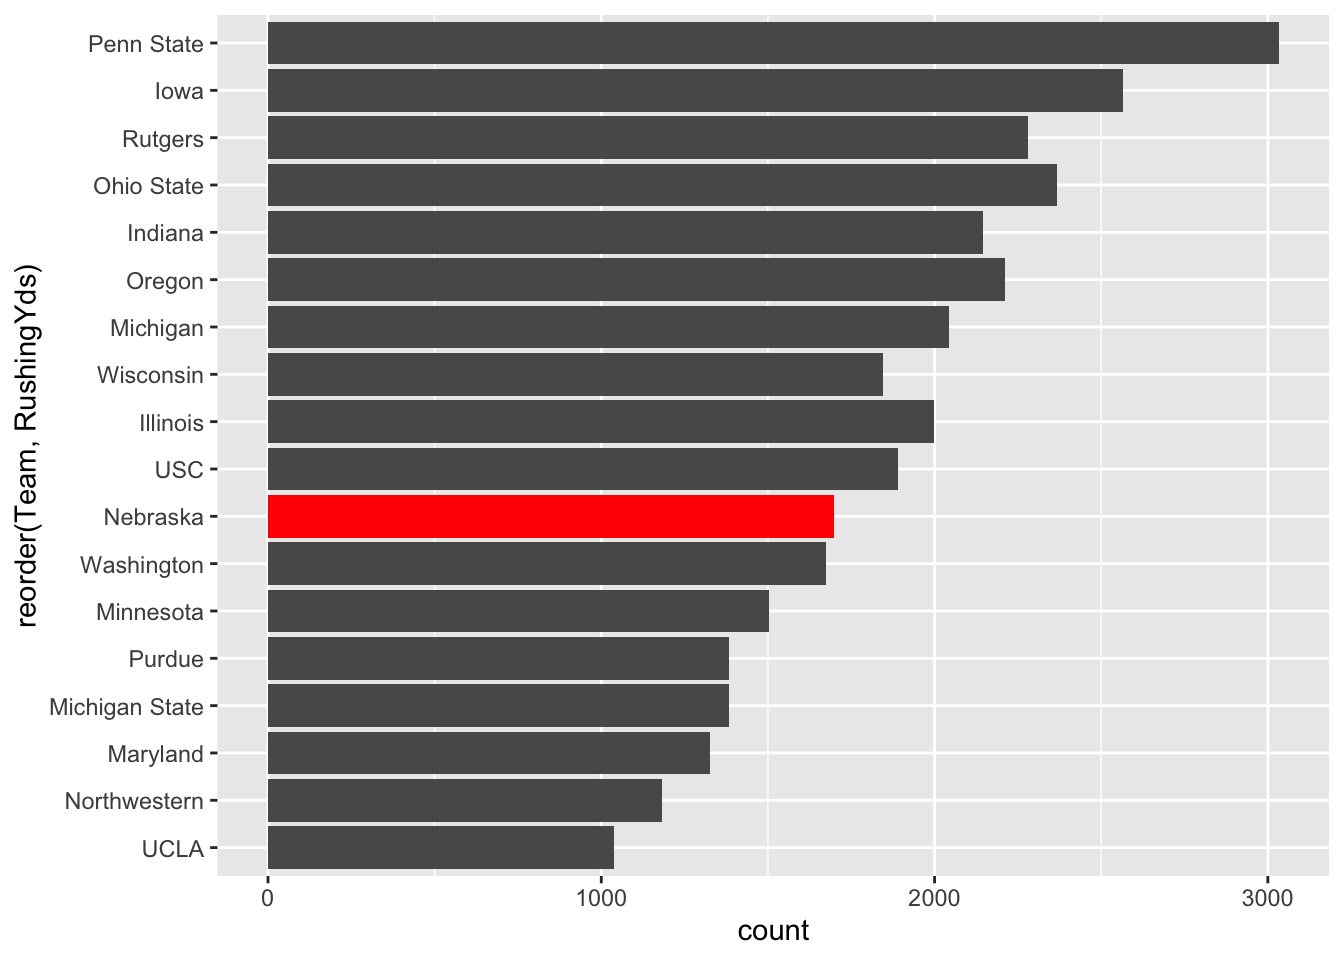 Penn State
Iowa
Rutgers
Ohio State
Indiana
Oregon
Michigan
Wisconsin
Illinois
USC
Nebraska
Washington
Minnesota
Purdue
Michigan State
Maryland
Northwestern
UCLA
reorder(Team, RushingYds)
0 1000 2000 3000
count